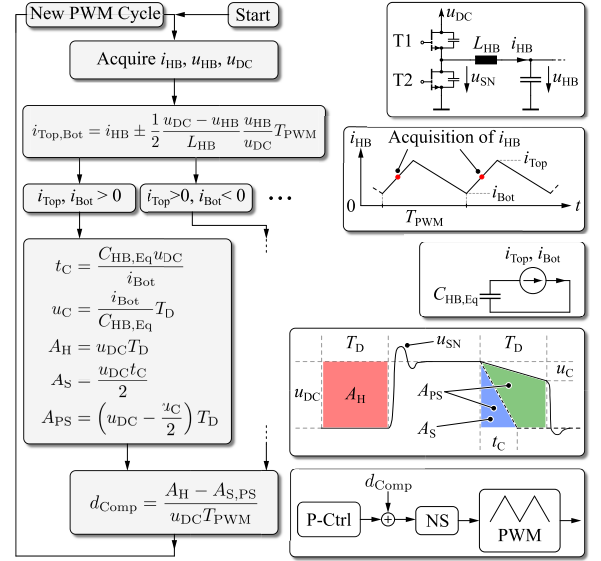 New PWM Cycle
Start
Acquire i_HB, u_HB, u_DC
i_Top,Bot = i_HB ± 1/2 (u_DC − u_HB)/L_HB u_HB/u_DC T_PWM
i_Top, i_Bot > 0
i_Top>0, i_Bot< 0
...
t_C = C_HB,Eq u_DC / i_Bot
u_C = i_Bot / C_HB,Eq T_D
A_H = u_DC T_D
A_S − u_DC t_C / 2
A_PS = (u_DC − u_C / 2) T_D
d_Comp = (A_H − A_S,PS) / (u_DC T_PWM)
u_DC
T1
L_HB
i_HB
T2
u_SN
u_HB
i_HB
Acquisition of i_HB
i_Top
i_Bot
0
t
T_PWM
i_Top, i_Bot
C_HB,Eq
T_D
u_SN
T_D
u_C
u_DC
A_H
A_PS
A_S
t_C
d_Comp
P-Ctrl
+
NS
PWM